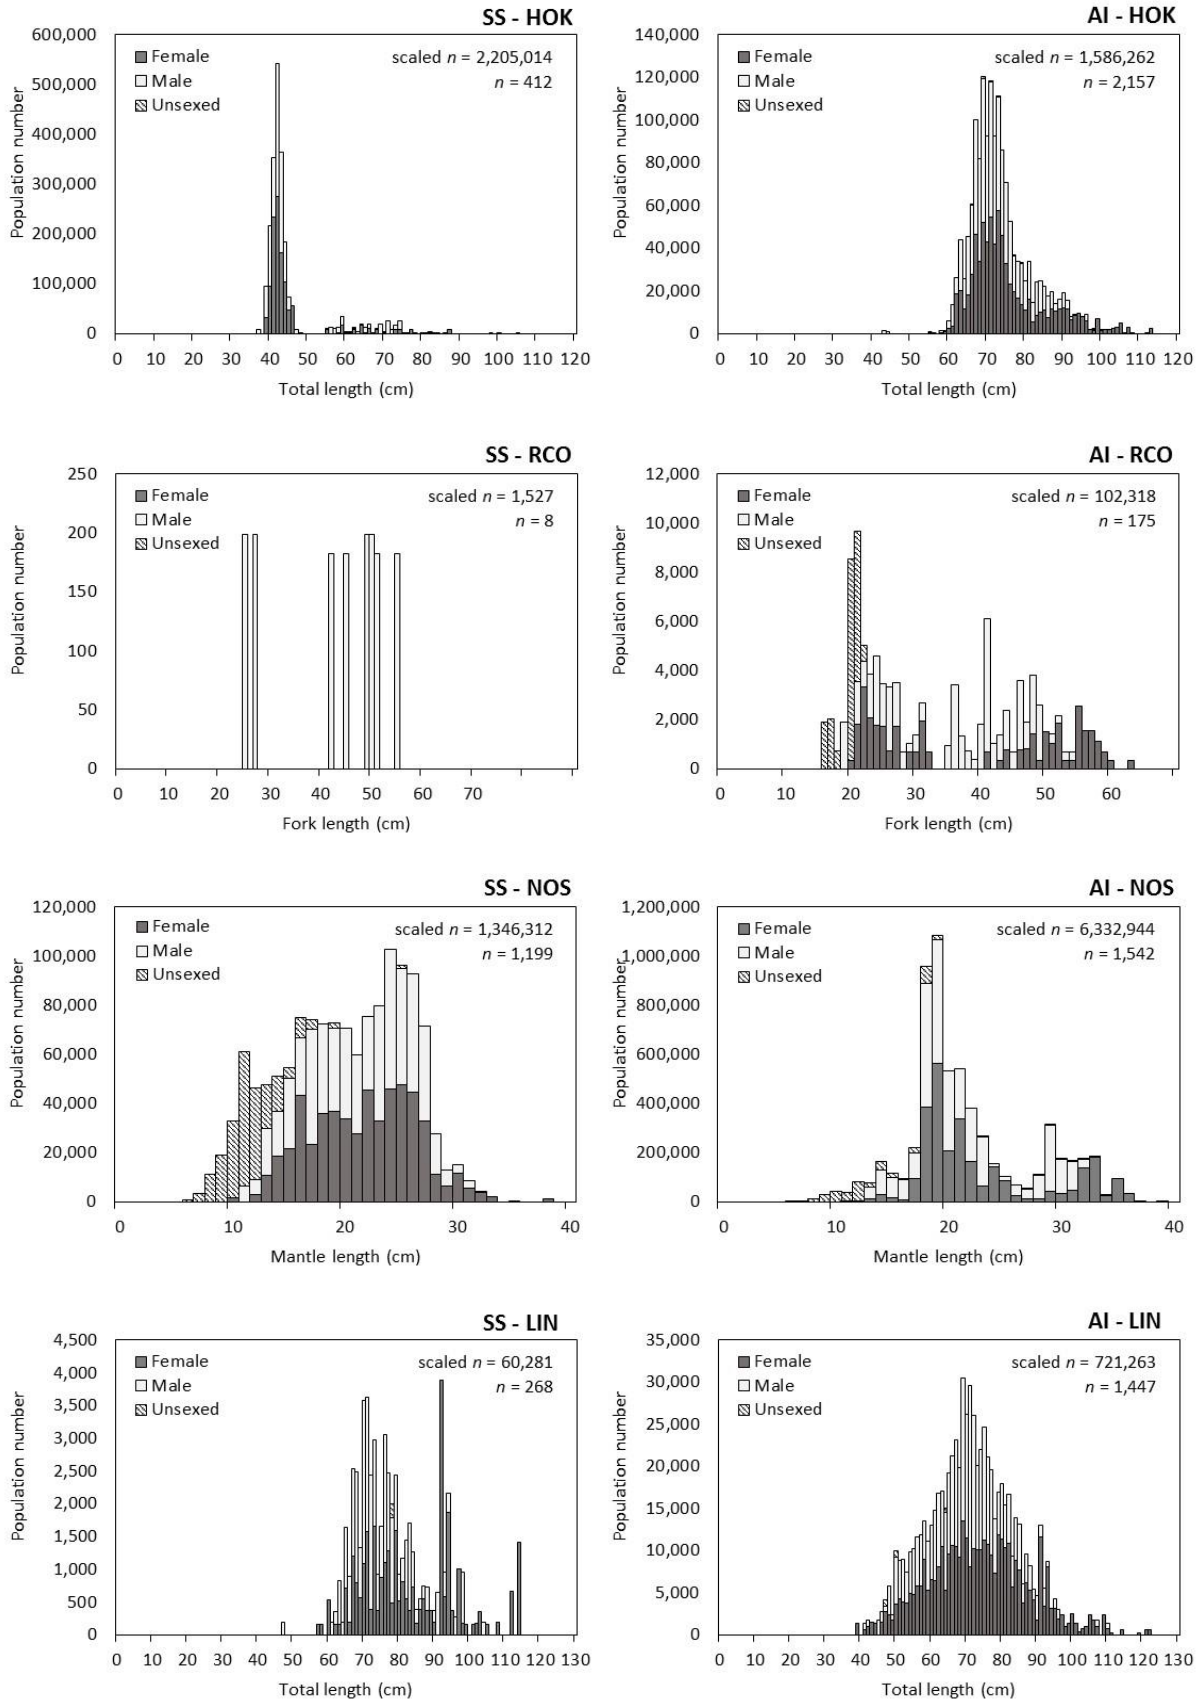 SS - HOK
600,000
500,000
400,000
300,000
200,000
100,000
0
Population number
Female
Male
Unsexed
scaled n = 2,205,014
n = 412
0 10 20 30 40 50 60 70 80 90 100 110 120
Total length (cm)
AI - HOK
140,000
120,000
100,000
80,000
60,000
40,000
20,000
0
Population number
Female
Male
Unsexed
scaled n = 1,586,262
n = 2,157
0 10 20 30 40 50 60 70 80 90 100 110 120
Total length (cm)
SS - RCO
250
200
150
100
50
0
Population number
Female
Male
Unsexed
scaled n = 1,527
n = 8
0 10 20 30 40 50 60 70
Fork length (cm)
AI - RCO
12,000
10,000
8,000
6,000
4,000
2,000
0
Population number
Female
Male
Unsexed
scaled n = 102,318
n = 175
0 10 20 30 40 50 60
Fork length (cm)
SS - NOS
120,000
100,000
80,000
60,000
40,000
20,000
0
Population number
Female
Male
Unsexed
scaled n = 1,346,312
n = 1,199
0 10 20 30 40
Mantle length (cm)
AI - NOS
1,200,000
1,000,000
800,000
600,000
400,000
200,000
0
Population number
Female
Male
Unsexed
scaled n = 6,332,944
n = 1,542
0 10 20 30 40
Mantle length (cm)
SS - LIN
4,500
4,000
3,500
3,000
2,500
2,000
1,500
1,000
500
0
Population number
Female
Male
Unsexed
scaled n = 60,281
n = 268
0 10 20 30 40 50 60 70 80 90 100 110 120 130
Total length (cm)
AI - LIN
35,000
30,000
25,000
20,000
15,000
10,000
5,000
0
Population number
Female
Male
Unsexed
scaled n = 721,263
n = 1,447
0 10 20 30 40 50 60 70 80 90 100 110 120 130
Total length (cm)